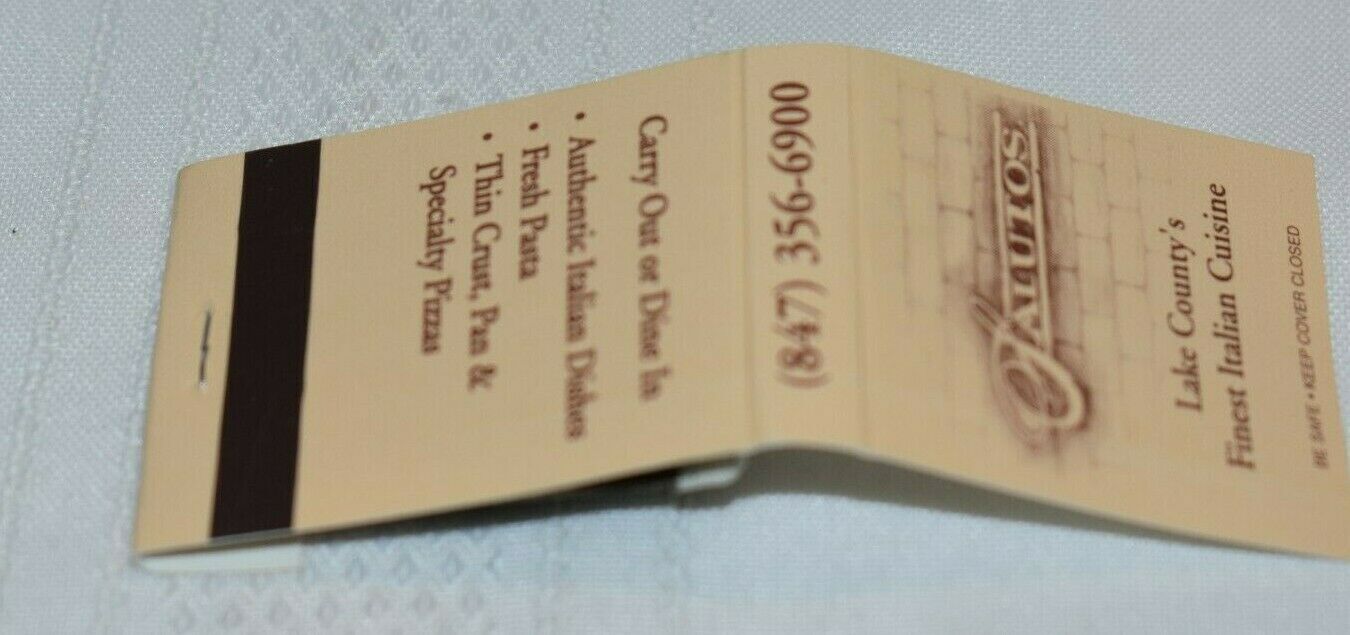 Carry Out or Dine In
• Authentic Italian Dishes
• Fresh Pasta
• Thin Crust, Pan &
Specialty Pizzas
(847) 356-6900
SALUTOS
Lake County's
Finest Italian Cuisine
BE SAFE • KEEP COVER CLOSED